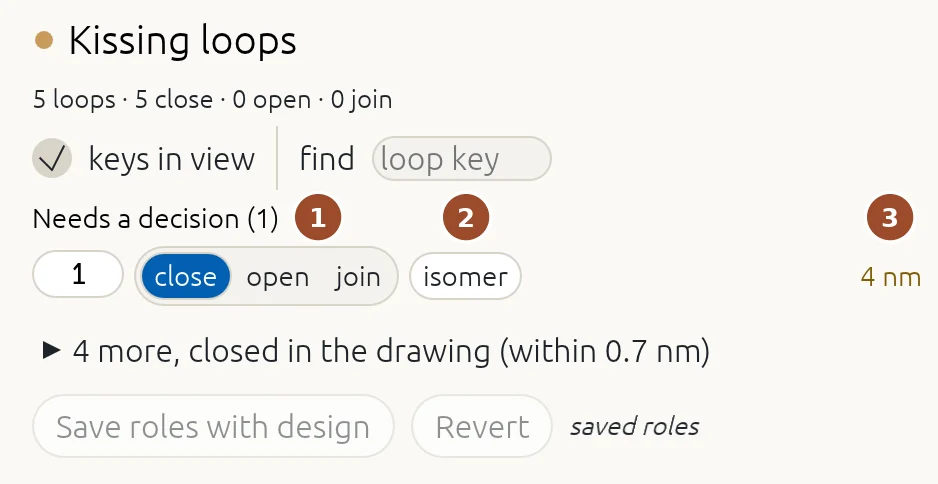 Kissing loops
5 loops · 5 close · 0 open · 0 join
keys in view find loop key
Needs a decision (1) 1 2 3
1 close open join isomer 4 nm
▶ 4 more, closed in the drawing (within 0.7 nm)
Save roles with design Revert saved roles